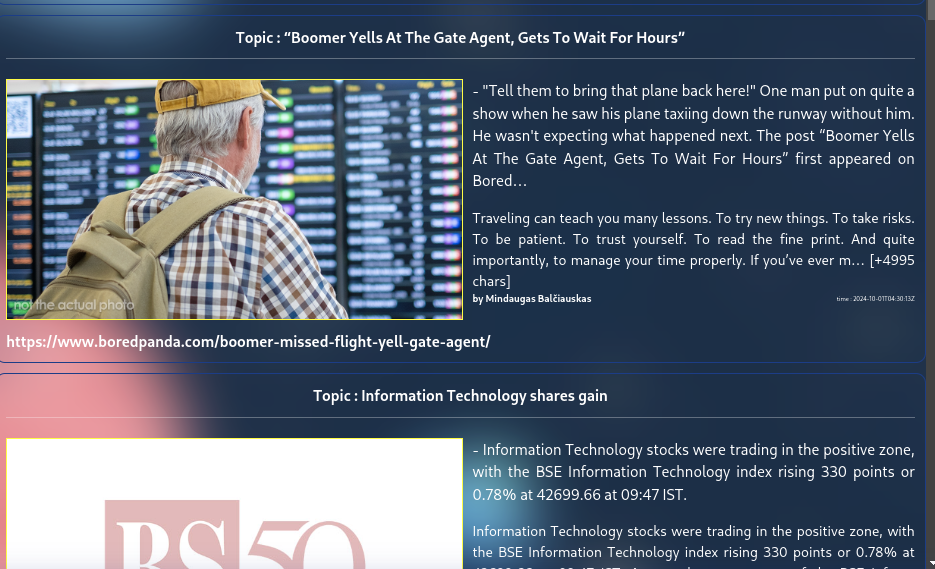 Topic : “Boomer Yells At The Gate Agent, Gets To Wait For Hours”
- "Tell them to bring that plane back here!" One man put on quite a
show when he saw his plane taxiing down the runway without him.
He wasn't expecting what happened next. The post “Boomer Yells
At The Gate Agent, Gets To Wait For Hours” first appeared on
Bored…
Traveling can teach you many lessons. To try new things. To take risks.
To be patient. To trust yourself. To read the fine print. And quite
importantly, to manage your time properly. If you’ve ever m… [+4995
chars]
by Mindaugas Balčiauskas
time : 2024-10-01T04:30:13Z
not the actual photo
https://www.boredpanda.com/boomer-missed-flight-yell-gate-agent/
Topic : Information Technology shares gain
BS 50
- Information Technology stocks were trading in the positive zone,
with the BSE Information Technology index rising 330 points or
0.78% at 42699.66 at 09:47 IST.
Information Technology stocks were trading in the positive zone, with
the BSE Information Technology index rising 330 points or 0.78% at